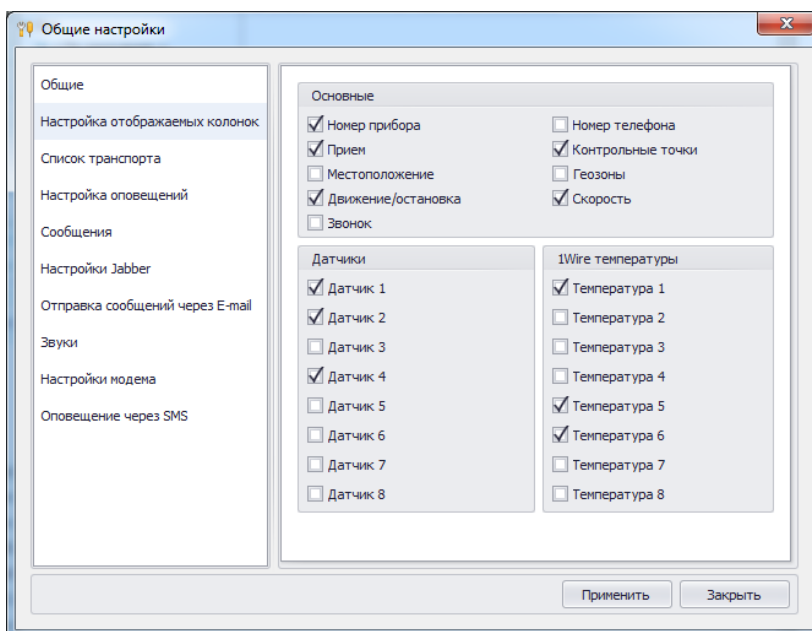 Общие настройки
Общие
Настройка отображаемых колонок
Список транспорта
Настройка оповещений
Сообщения
Настройки Jabber
Отправка сообщений через E-mail
Звуки
Настройки модема
Оповещение через SMS
Основные
Номер прибора
Номер телефона
Прием
Контрольные точки
Местоположение
Геозоны
Движение/остановка
Скорость
Звонок
Датчики
Датчик 1
Датчик 2
Датчик 3
Датчик 4
Датчик 5
Датчик 6
Датчик 7
Датчик 8
1Wire температуры
Температура 1
Температура 2
Температура 3
Температура 4
Температура 5
Температура 6
Температура 7
Температура 8
Применить
Закрыть